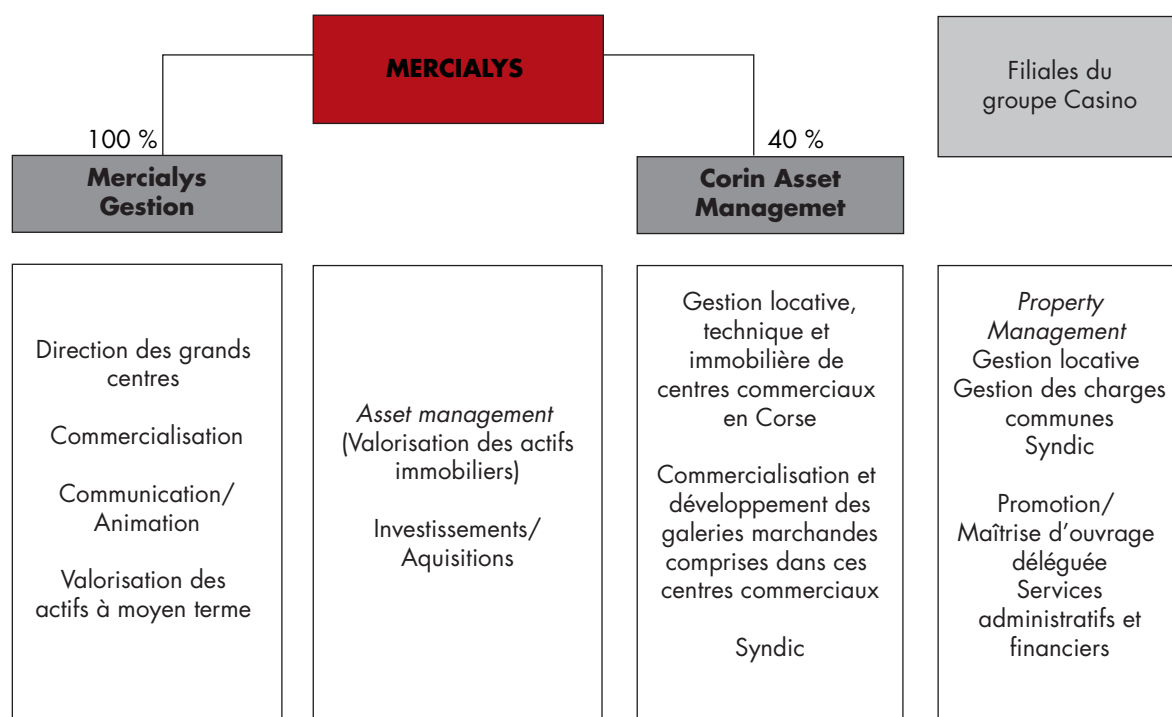 MERCIALYS
Filiales du
groupe Casino
100 %
40 %
Mercialys
Gestion
Corin Asset
Managemet
Direction des grands
centres
Commercialisation
Communication/
Animation
Valorisation des
actifs à moyen terme
Asset management
(Valorisation des actifs
immobiliers)
Investissements/
Aquisitions
Gestion locative,
technique et
immobilière de
centres commerciaux
en Corse
Commercialisation et
développement des
galeries marchandes
comprises dans ces
centres commerciaux
Syndic
Property
Management
Gestion locative
Gestion des charges
communes
Syndic
Promotion/
Maîtrise d’ouvrage
déléguée
Services
administratifs et
financiers